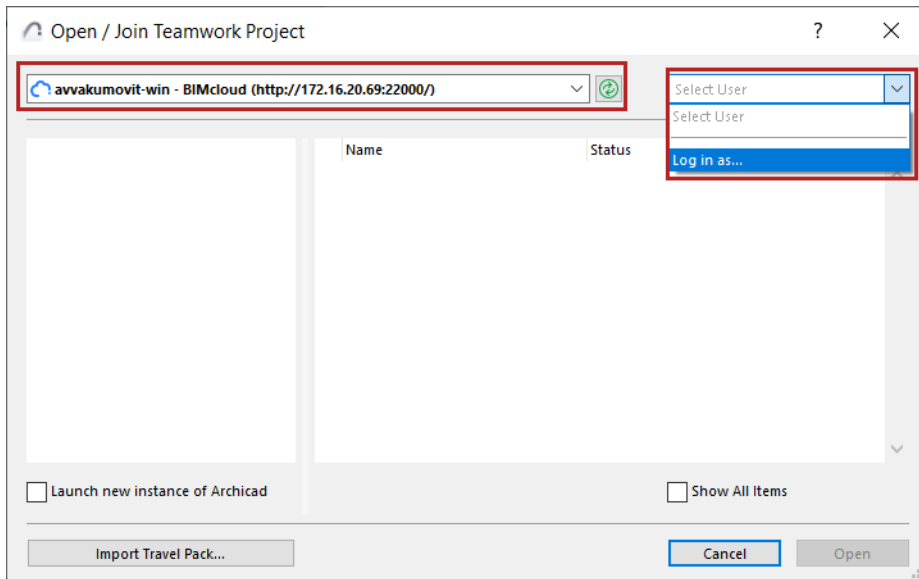 Open / Join Teamwork Project
?
avvakumovit-win - BIMcloud (http://172.16.20.69:22000/)
Select User
Select User
Log in as...
Name
Status
Launch new instance of Archicad
Show All Items
Import Travel Pack...
Cancel
Open